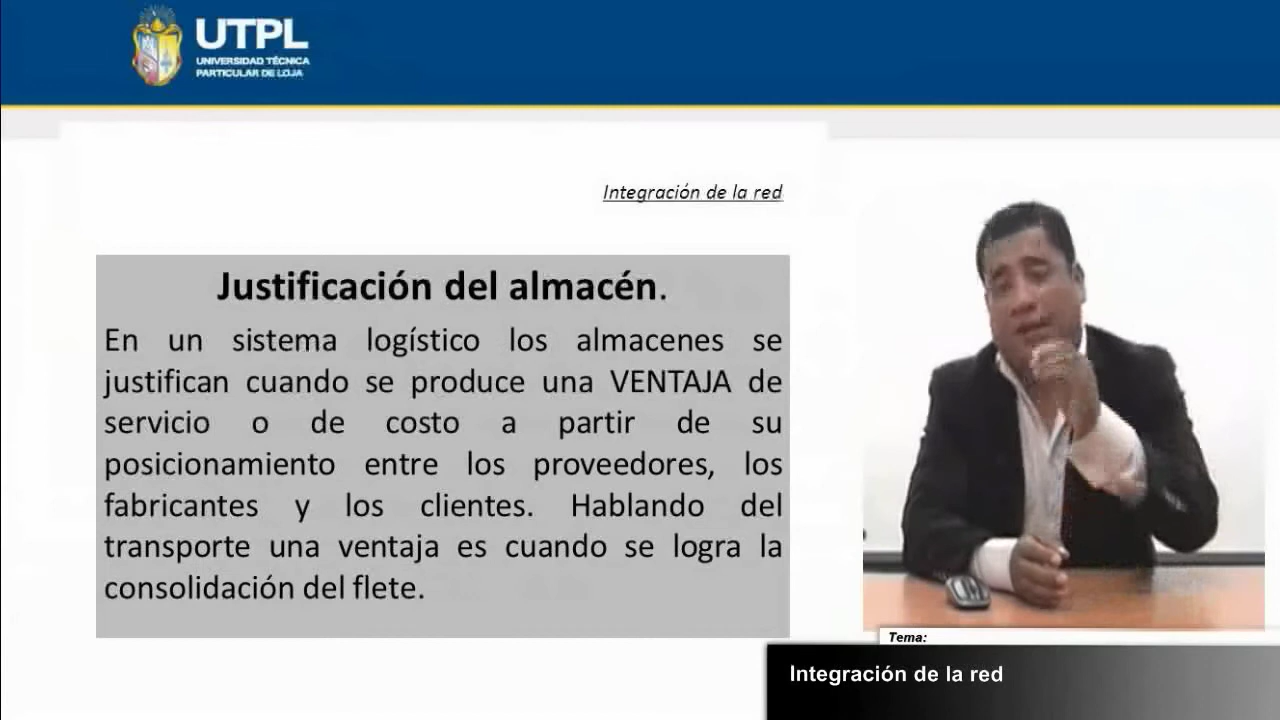 UTPL
UNIVERSIDAD TÉCNICA
PARTICULAR DE LOJA
Integración de la red
Justificación del almacén.
En un sistema logístico los almacenes se
justifican cuando se produce una VENTAJA de
servicio o de costo a partir de su
posicionamiento entre los proveedores, los
fabricantes y los clientes. Hablando del
transporte una ventaja es cuando se logra la
consolidación del flete.
Tema:
Integración de la red